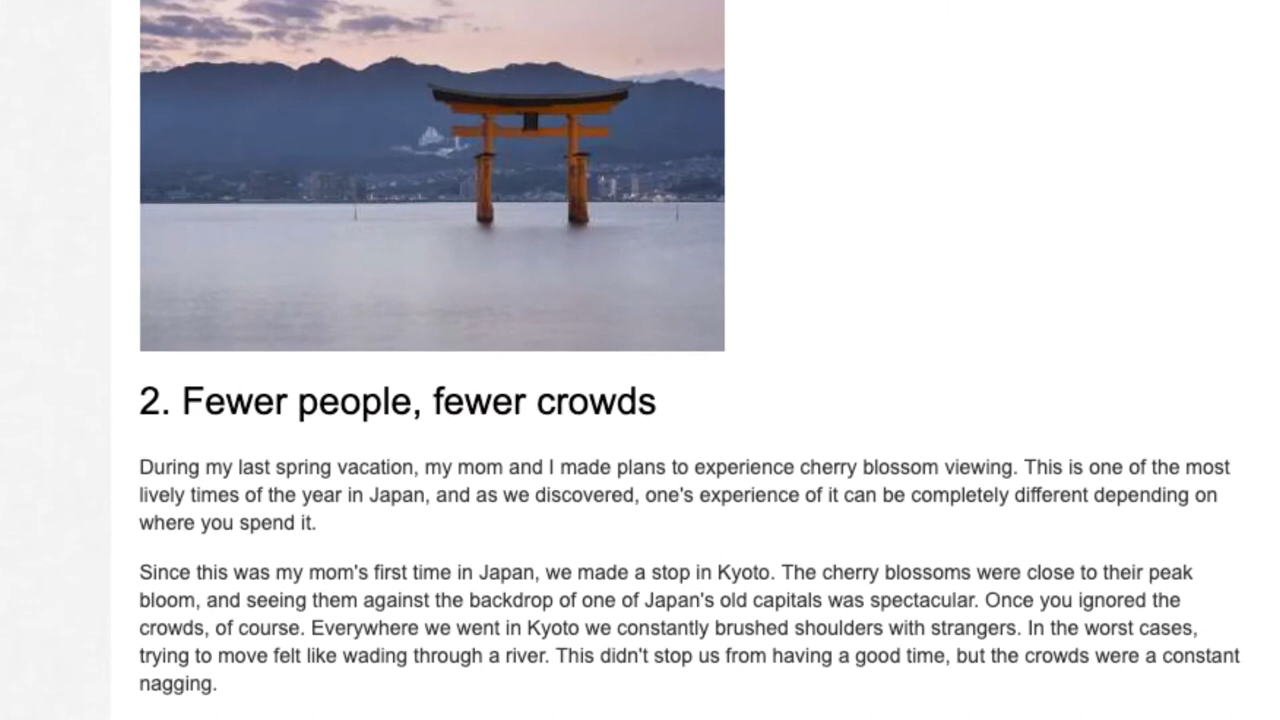 2. Fewer people, fewer crowds
During my last spring vacation, my mom and I made plans to experience cherry blossom viewing. This is one of the most
lively times of the year in Japan, and as we discovered, one's experience of it can be completely different depending on
where you spend it.
Since this was my mom's first time in Japan, we made a stop in Kyoto. The cherry blossoms were close to their peak
bloom, and seeing them against the backdrop of one of Japan's old capitals was spectacular. Once you ignored the
crowds, of course. Everywhere we went in Kyoto we constantly brushed shoulders with strangers. In the worst cases,
trying to move felt like wading through a river. This didn't stop us from having a good time, but the crowds were a constant
nagging.